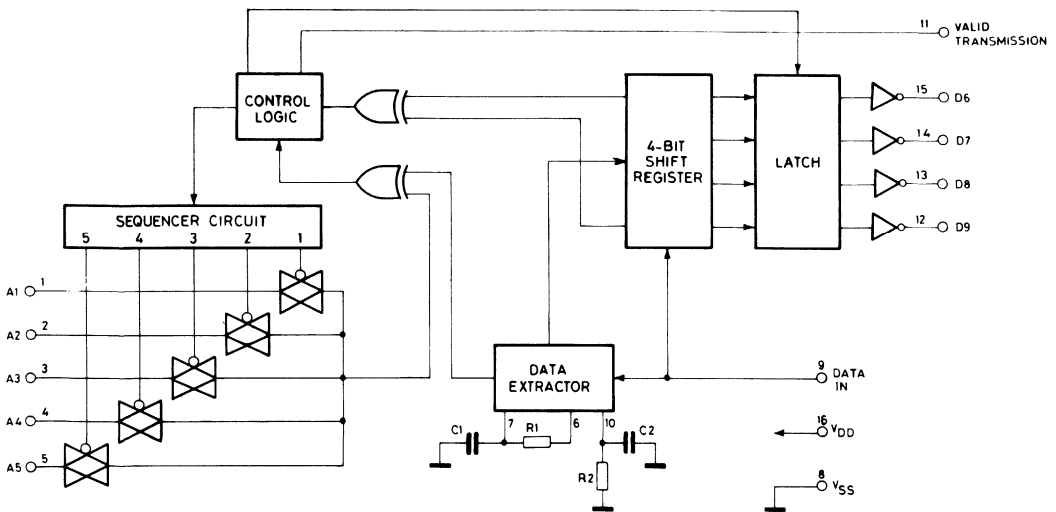 11 VALID
TRANSMISSION
CONTROL
LOGIC
4-BIT
SHIFT
REGISTER
LATCH
15 D6
14 D7
13 D8
12 D9
SEQUENCER CIRCUIT
5 4 3 2 1
A1 1
A2 2
A3 3
A4 4
A5 5
DATA
EXTRACTOR
9 DATA
IN
7 6 10
C1 R1 C2
R2
16 VDD
8 VSS